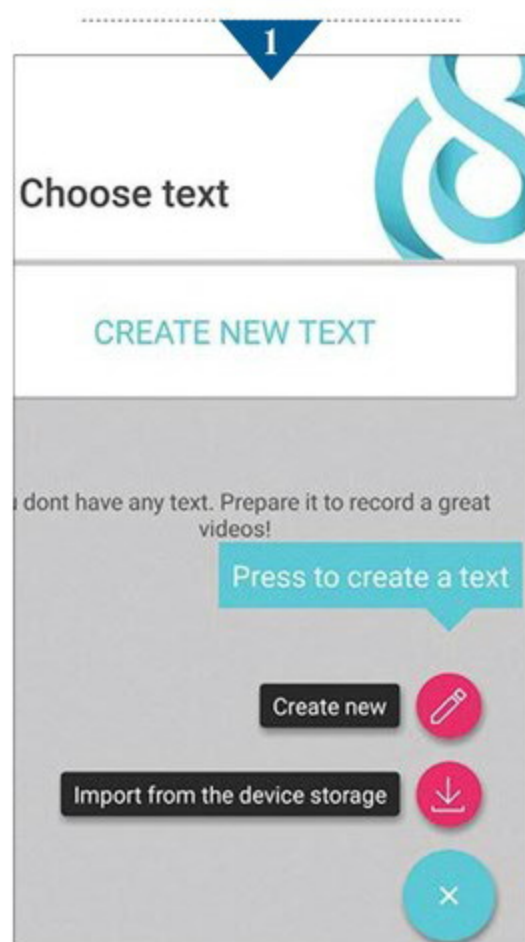 1
Choose text
CREATE NEW TEXT
dont have any text. Prepare it to record a great
videos!
Press to create a text
Create new
Import from the device storage